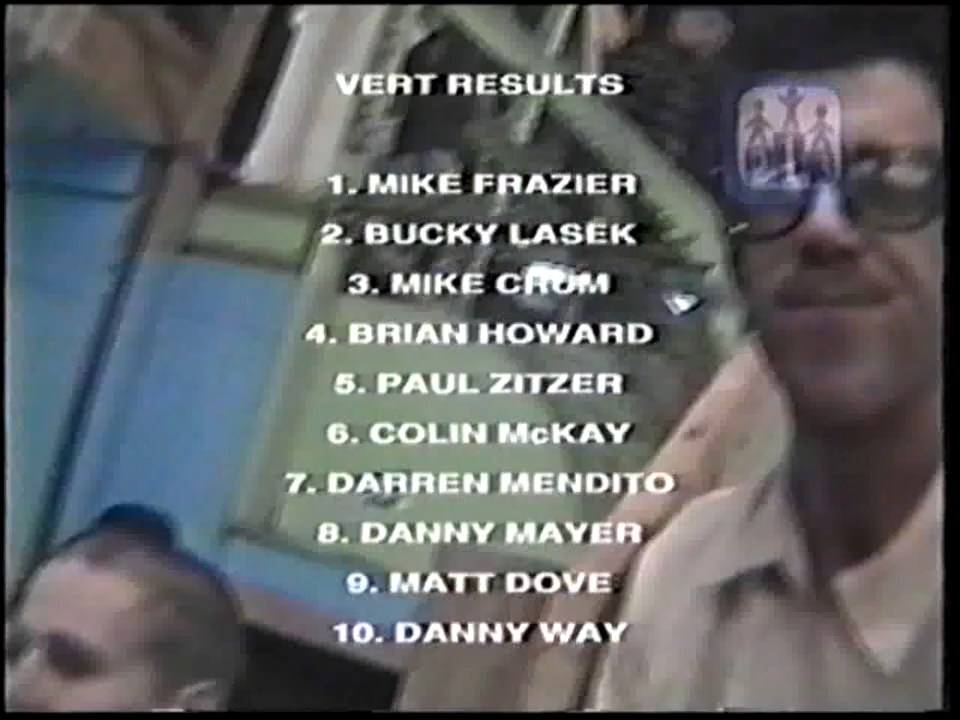 VERT RESULTS
1. MIKE FRAZIER
2. BUCKY LASEK
3. MIKE CRUM
4. BRIAN HOWARD
5. PAUL ZITZER
6. COLIN McKAY
7. DARREN MENDITO
8. DANNY MAYER
9. MATT DOVE
10. DANNY WAY